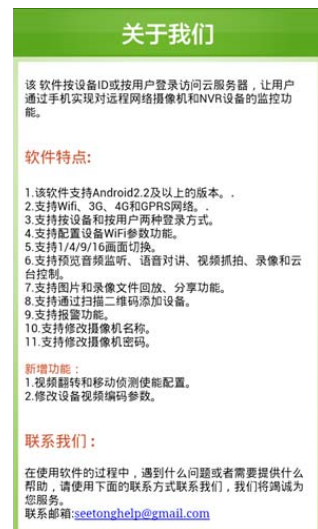 关于我们
该 软件按设备ID或按用户登录访问云服务器，让用户
通过手机实现对远程网络摄像机和NVR设备的监控功
能。
软件特点:
1.该软件支持Android2.2及以上的版本。.
2.支持Wifi、3G、4G和GPRS网络。.
3.支持按设备和按用户两种登录方式。
4.支持配置设备WiFi参数功能。
5.支持1/4/9/16画面切换。
6.支持预览音频监听、语音对讲、视频抓拍、录像和云
台控制。
7.支持图片和录像文件回放、分享功能。
8.支持通过扫描二维码添加设备。
9.支持报警功能。
10.支持修改摄像机名称。
11.支持修改摄像机密码。
新增功能：
1.视频翻转和移动侦测使能配置。
2.修改设备视频编码参数。
联系我们：
在使用软件的过程中，遇到什么问题或者需要提供什么
帮助，请使用下面的联系方式联系我们，我们将竭诚为
您服务。
联系邮箱:seetonghelp@gmail.com